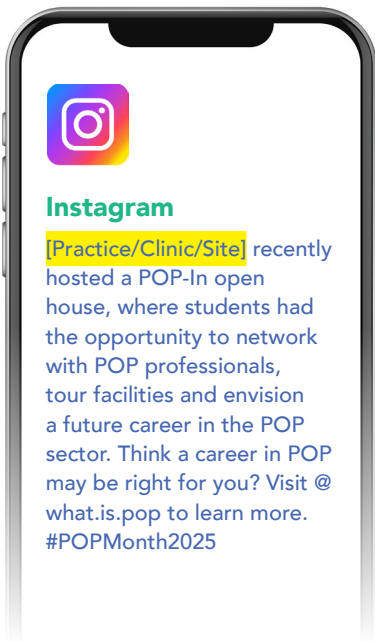 Instagram
[Practice/Clinic/Site] recently
hosted a POP-In open
house, where students had
the opportunity to network
with POP professionals,
tour facilities and envision
a future career in the POP
sector. Think a career in POP
may be right for you? Visit @
what.is.pop to learn more.
#POPMonth2025